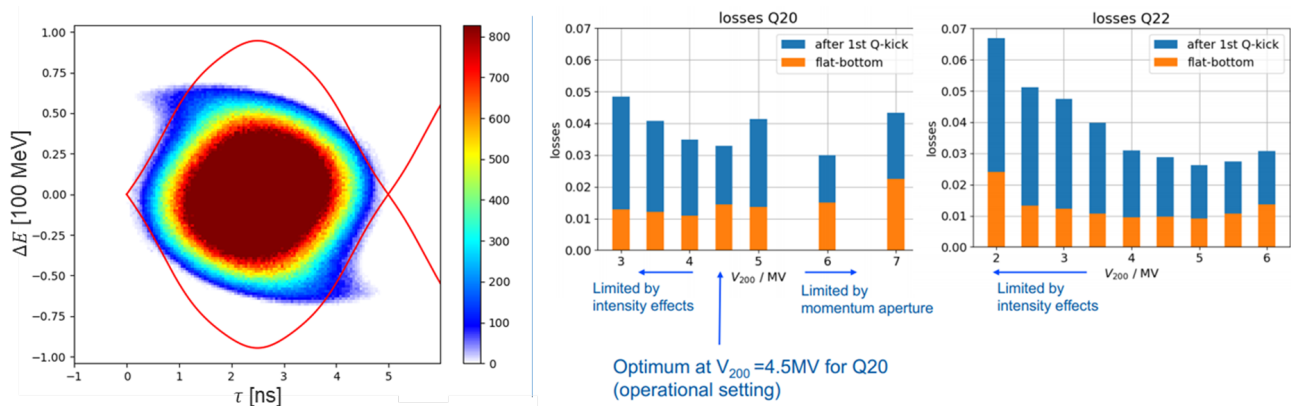 1.00
0.75
0.50
0.25
0.00
−0.25
−0.50
−0.75
−1.00
ΔE [100 MeV]
−1 0 1 2 3 4 5
τ [ns]
800
700
600
500
400
300
200
100
0
losses Q20
after 1st Q-kick
flat-bottom
0.07
0.06
0.05
0.04
0.03
0.02
0.01
0.00
losses
3 4 5 6 7
V200 / MV
Limited by
intensity effects
Limited by
momentum aperture
Optimum at V200 =4.5MV for Q20
(operational setting)
losses Q22
after 1st Q-kick
flat-bottom
0.07
0.06
0.05
0.04
0.03
0.02
0.01
0.00
losses
2 3 4 5 6
V200 / MV
Limited by
intensity effects